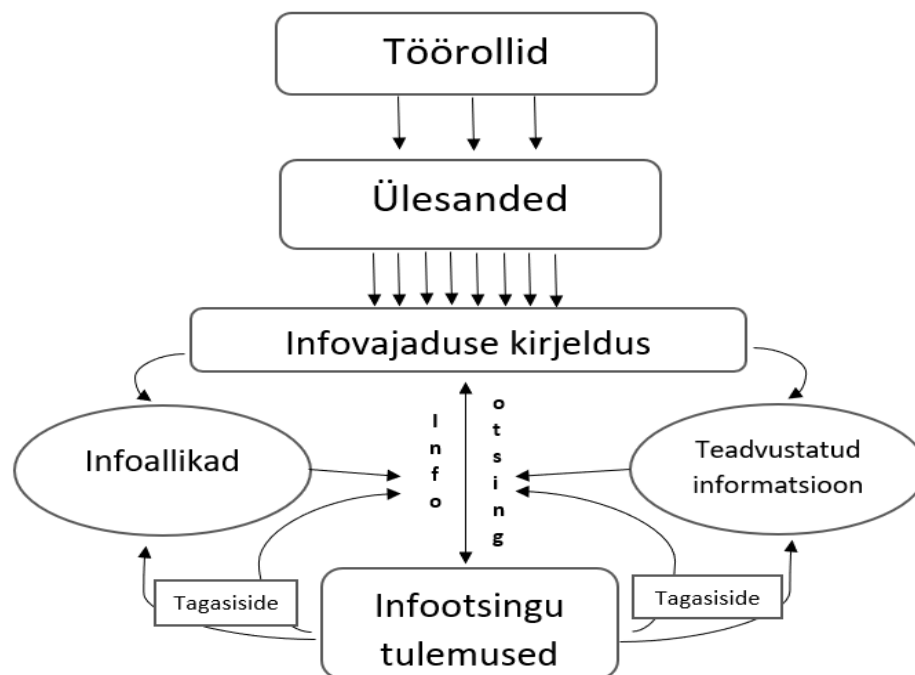 Töörollid
Ülesanded
Infovajaduse kirjeldus
Infoallikad
Info
otsing
Teadvustatud
informatsioon
Tagasiside
Infootsingu
tulemused
Tagasiside